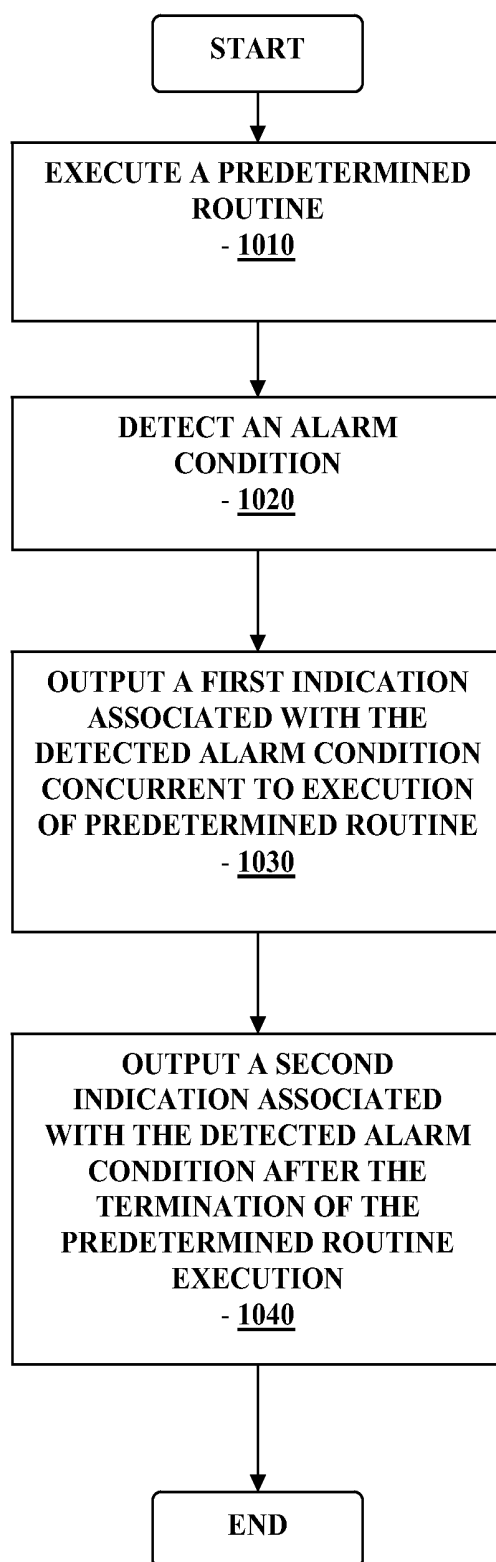 START
EXECUTE A PREDETERMINED
ROUTINE
- 1010
DETECT AN ALARM
CONDITION
- 1020
OUTPUT A FIRST INDICATION
ASSOCIATED WITH THE
DETECTED ALARM CONDITION
CONCURRENT TO EXECUTION
OF PREDETERMINED ROUTINE
- 1030
OUTPUT A SECOND
INDICATION ASSOCIATED
WITH THE DETECTED ALARM
CONDITION AFTER THE
TERMINATION OF THE
PREDETERMINED ROUTINE
EXECUTION
- 1040
END